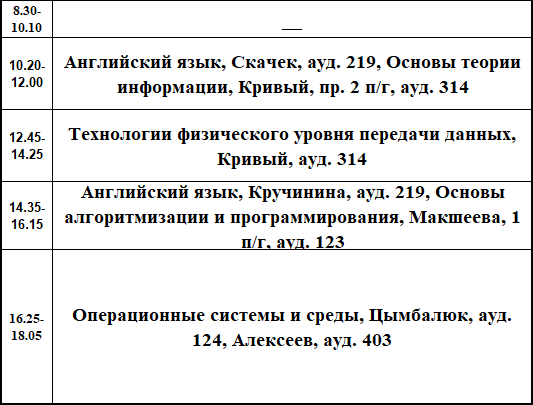 8.30-
10.10
___
10.20-
12.00
Английский язык, Скачек, ауд. 219, Основы теории
информации, Кривый, пр. 2 п/г, ауд. 314
12.45-
14.25
Технологии физического уровня передачи данных,
Кривый, ауд. 314
14.35-
16.15
Английский язык, Кручинина, ауд. 219, Основы
алгоритмизации и программирования, Макшеева, 1
п/г, ауд. 123
16.25-
18.05
Операционные системы и среды, Цымбалюк, ауд.
124, Алексеев, ауд. 403